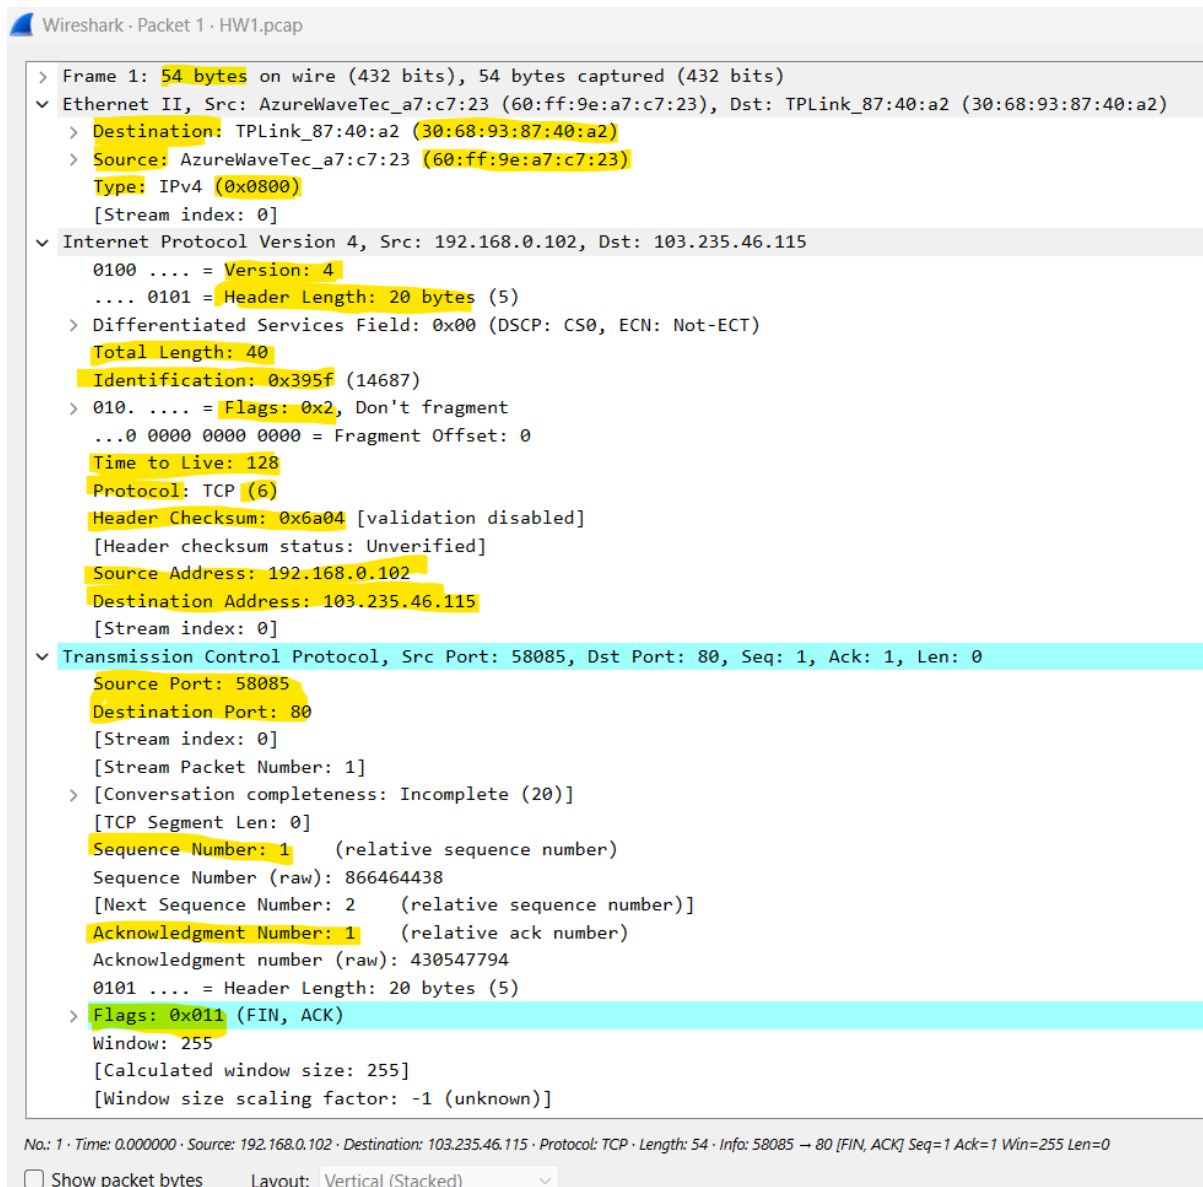 Wireshark · Packet 1 · HW1.pcap
Frame 1: 54 bytes on wire (432 bits), 54 bytes captured (432 bits)
Ethernet II, Src: AzureWaveTec_a7:c7:23 (60:ff:9e:a7:c7:23), Dst: TPLink_87:40:a2 (30:68:93:87:40:a2)
Destination: TPLink_87:40:a2 (30:68:93:87:40:a2)
Source: AzureWaveTec_a7:c7:23 (60:ff:9e:a7:c7:23)
Type: IPv4 (0x0800)
[Stream index: 0]
Internet Protocol Version 4, Src: 192.168.0.102, Dst: 103.235.46.115
0100 .... = Version: 4
.... 0101 = Header Length: 20 bytes (5)
Differentiated Services Field: 0x00 (DSCP: CS0, ECN: Not-ECT)
Total Length: 40
Identification: 0x395f (14687)
010. .... = Flags: 0x2, Don't fragment
...0 0000 0000 0000 = Fragment Offset: 0
Time to Live: 128
Protocol: TCP (6)
Header Checksum: 0x6a04 [validation disabled]
[Header checksum status: Unverified]
Source Address: 192.168.0.102
Destination Address: 103.235.46.115
[Stream index: 0]
Transmission Control Protocol, Src Port: 58085, Dst Port: 80, Seq: 1, Ack: 1, Len: 0
Source Port: 58085
Destination Port: 80
[Stream index: 0]
[Stream Packet Number: 1]
[Conversation completeness: Incomplete (20)]
[TCP Segment Len: 0]
Sequence Number: 1    (relative sequence number)
Sequence Number (raw): 866464438
[Next Sequence Number: 2    (relative sequence number)]
Acknowledgment Number: 1    (relative ack number)
Acknowledgment number (raw): 430547794
0101 .... = Header Length: 20 bytes (5)
Flags: 0x011 (FIN, ACK)
Window: 255
[Calculated window size: 255]
[Window size scaling factor: -1 (unknown)]
No.: 1 · Time: 0.000000 · Source: 192.168.0.102 · Destination: 103.235.46.115 · Protocol: TCP · Length: 54 · Info: 58085 → 80 [FIN, ACK] Seq=1 Ack=1 Win=255 Len=0
Show packet bytes Layout: Vertical (Stacked)